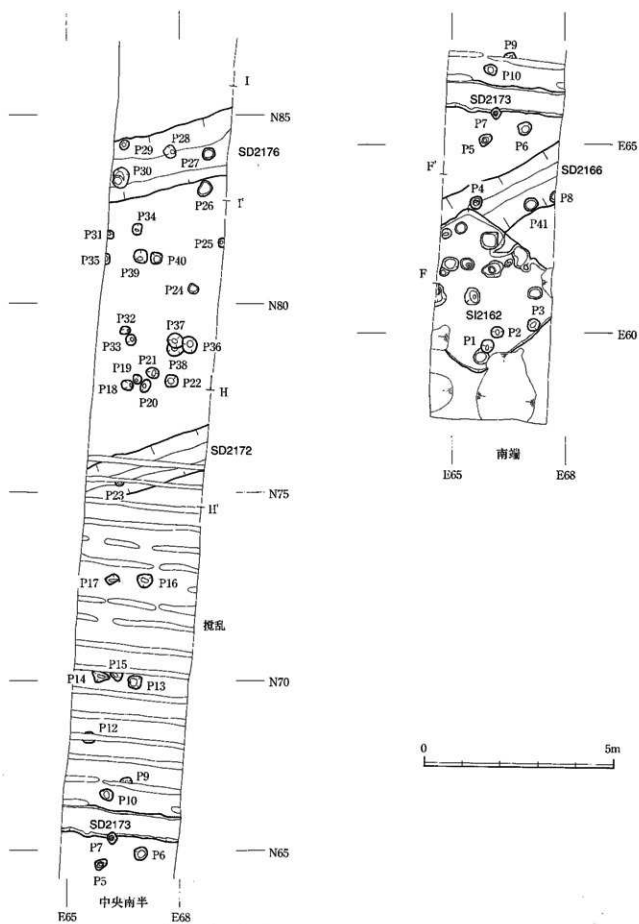 I
N85
P29
P28
P27
SD2176
P30
P26
I'
P34
P31
P25
P35
P39
P40
P24
N80
P32
P37
P33
P36
P38
P21
P19
P18
P20
P22
H
SD2172
P23
N75
H'
P17
P16
撹乱
P15
P14
P13
N70
P12
P9
P10
SD2173
P7
P6
P5
N65
中央南半
E65
E68
P9
P10
SD2173
P7
P6
P5
E65
F'
SD2166
P4
P8
P41
F
SI2162
P3
P2
P1
E60
南端
E65
E68
0
5m